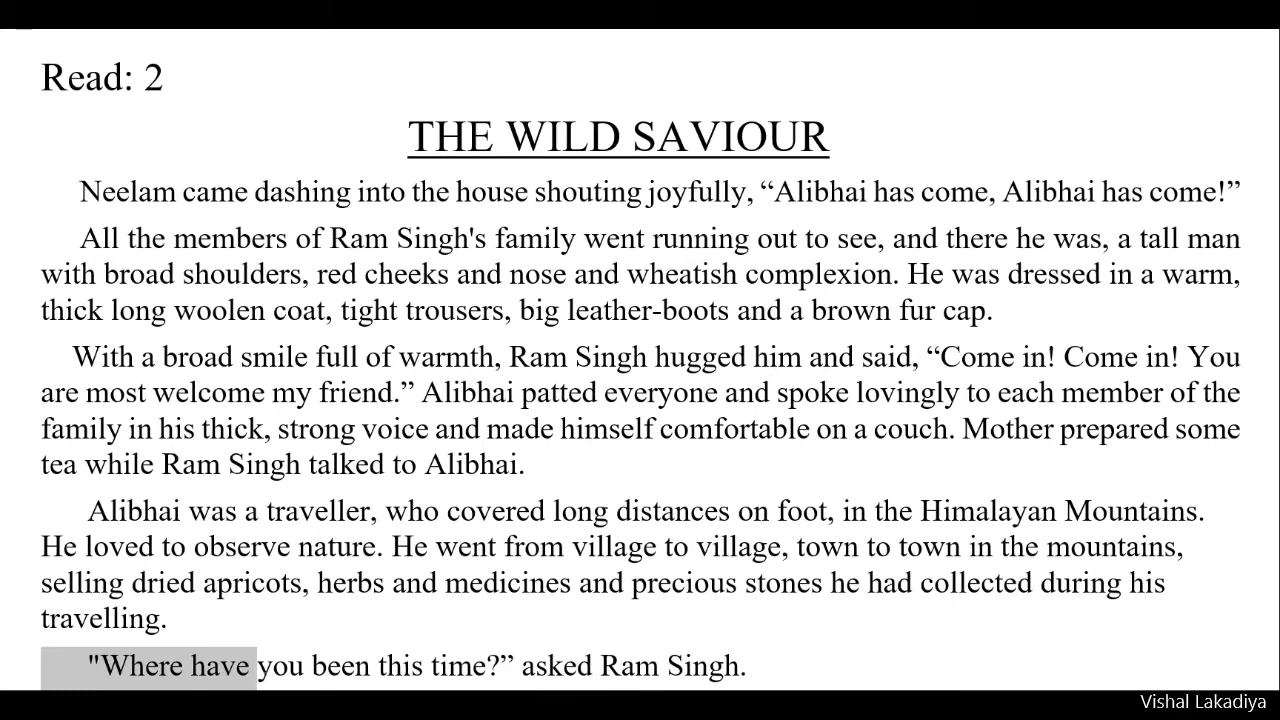 Read: 2
THE WILD SAVIOUR
Neelam came dashing into the house shouting joyfully, “Alibhai has come, Alibhai has come!”
All the members of Ram Singh's family went running out to see, and there he was, a tall man
with broad shoulders, red cheeks and nose and wheatish complexion. He was dressed in a warm,
thick long woolen coat, tight trousers, big leather-boots and a brown fur cap.
With a broad smile full of warmth, Ram Singh hugged him and said, “Come in! Come in! You
are most welcome my friend.” Alibhai patted everyone and spoke lovingly to each member of the
family in his thick, strong voice and made himself comfortable on a couch. Mother prepared some
tea while Ram Singh talked to Alibhai.
Alibhai was a traveller, who covered long distances on foot, in the Himalayan Mountains.
He loved to observe nature. He went from village to village, town to town in the mountains,
selling dried apricots, herbs and medicines and precious stones he had collected during his
travelling.
"Where have you been this time?” asked Ram Singh.
Vishal Lakadiya